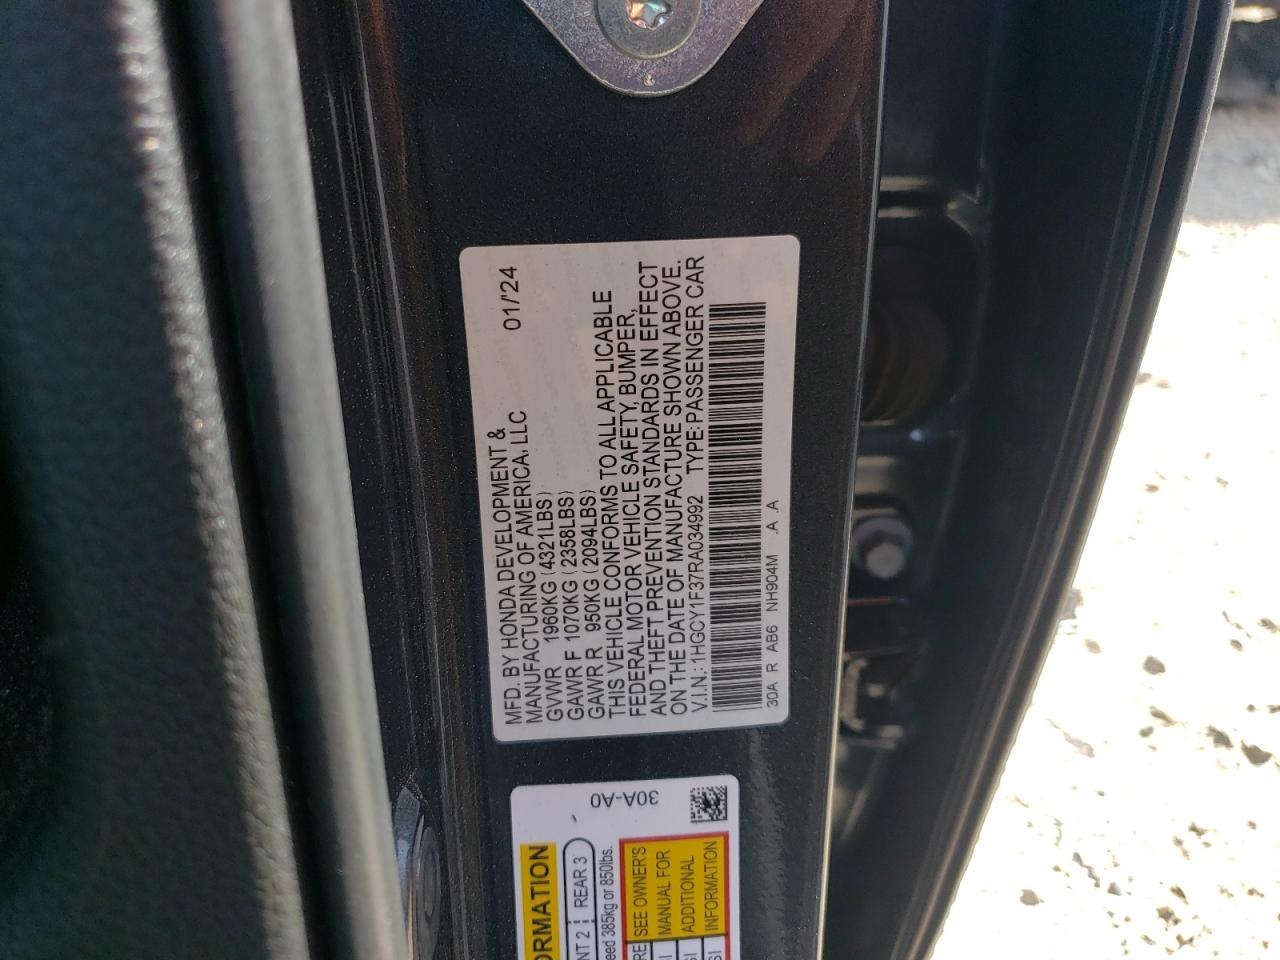 MFD. BY HONDA DEVELOPMENT &
MANUFACTURING OF AMERICA, LLC 01/'24
GVWR 1960KG (4321LBS)
GAWR F 1070KG (2358LBS)
GAWR R 950KG (2094LBS)
THIS VEHICLE CONFORMS TO ALL APPLICABLE
FEDERAL MOTOR VEHICLE SAFETY, BUMPER,
AND THEFT PREVENTION STANDARDS IN EFFECT
ON THE DATE OF MANUFACTURE SHOWN ABOVE.
V.I.N.: 1HGCY1F37RA034992 TYPE: PASSENGER CAR
30A R AB6 NH904M .A .A
30A-A0
REAR 3
385kg or 850lbs.
SEE OWNER'S
MANUAL FOR
ADDITIONAL
INFORMATION